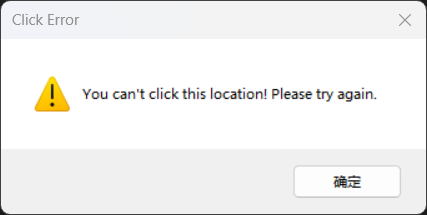 Click Error
You can't click this location! Please try again.
确定